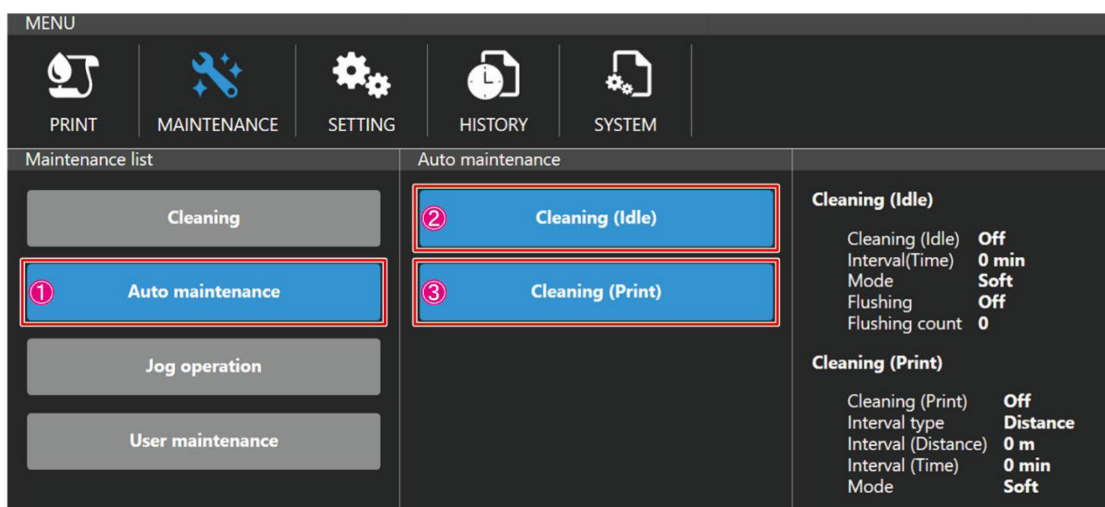 MENU
PRINT MAINTENANCE SETTING HISTORY SYSTEM
Maintenance list
Cleaning
① Auto maintenance
Jog operation
User maintenance
Auto maintenance
② Cleaning (Idle)
③ Cleaning (Print)
Cleaning (Idle)
Cleaning (Idle) Off
Interval(Time) 0 min
Mode Soft
Flushing Off
Flushing count 0
Cleaning (Print)
Cleaning (Print) Off
Interval type Distance
Interval (Distance) 0 m
Interval (Time) 0 min
Mode Soft